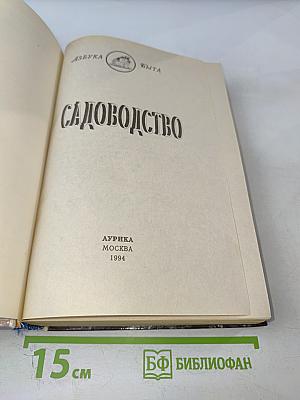 АЗБУКА БЫТА
САДОВОДСТВО
АУРИКА
МОСКВА
1994
15 см
БФ БИБЛИОФАН